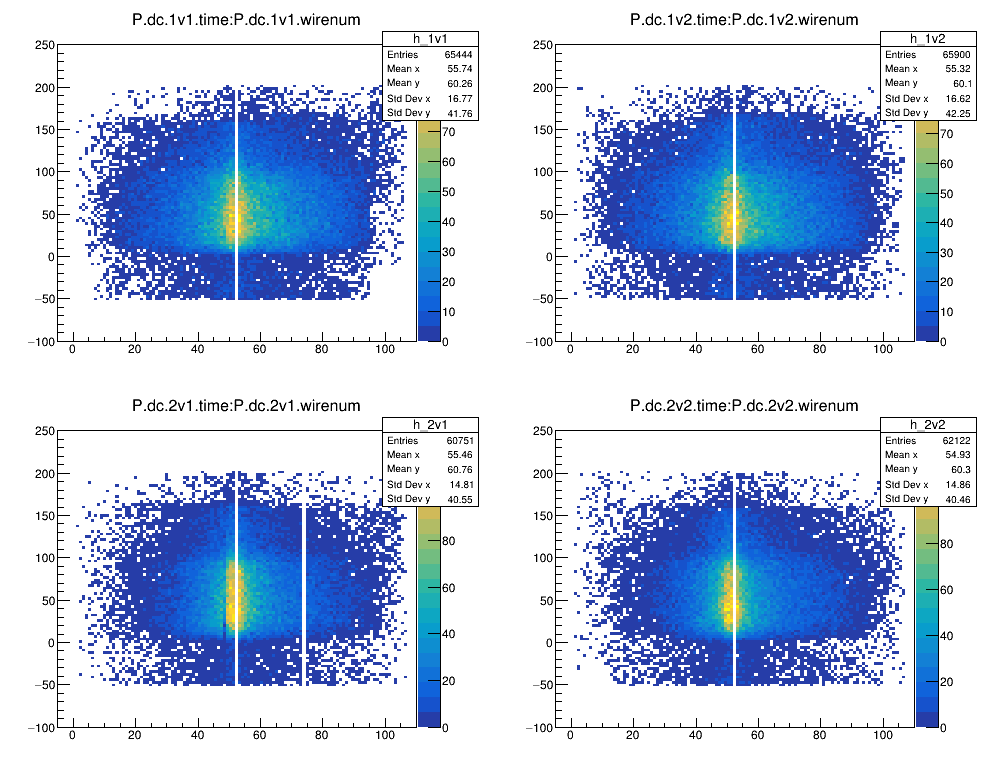 P.dc.1v1.time:P.dc.1v1.wirenum
h_1v1
Entries 65444
Mean x 55.74
Mean y 60.26
Std Dev x 16.77
Std Dev y 41.76
250
200
150
100
50
0
−50
−100
0 20 40 60 80 100
70
60
50
40
30
20
10
0
P.dc.1v2.time:P.dc.1v2.wirenum
h_1v2
Entries 65900
Mean x 55.32
Mean y 60.1
Std Dev x 16.62
Std Dev y 42.25
250
200
150
100
50
0
−50
−100
0 20 40 60 80 100
70
60
50
40
30
20
10
0
P.dc.2v1.time:P.dc.2v1.wirenum
h_2v1
Entries 60751
Mean x 55.46
Mean y 60.76
Std Dev x 14.81
Std Dev y 40.55
250
200
150
100
50
0
−50
−100
0 20 40 60 80 100
80
60
40
20
0
P.dc.2v2.time:P.dc.2v2.wirenum
h_2v2
Entries 62122
Mean x 54.93
Mean y 60.3
Std Dev x 14.86
Std Dev y 40.46
250
200
150
100
50
0
−50
−100
0 20 40 60 80 100
80
60
40
20
0